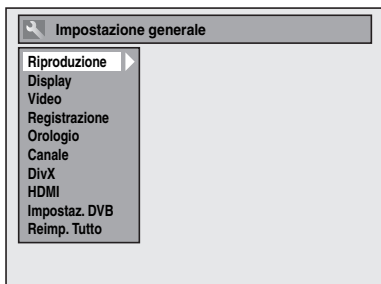 Impostazione generale
Riproduzione
Display
Video
Registrazione
Orologio
Canale
DivX
HDMI
Impostaz. DVB
Reimp. Tutto